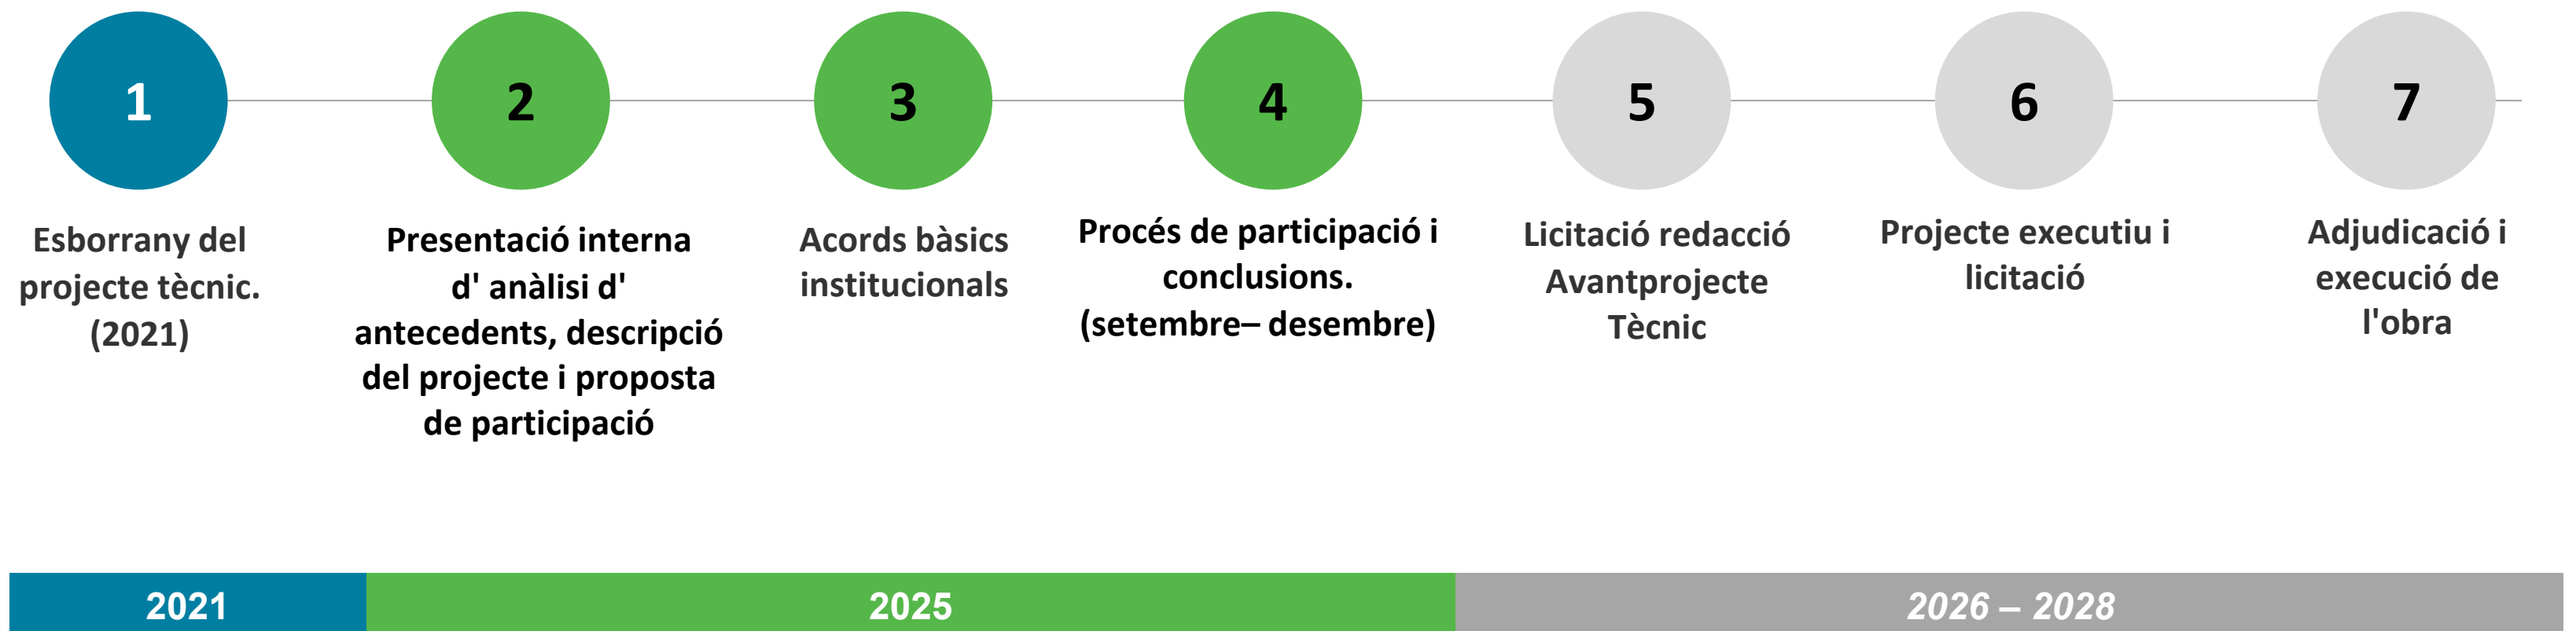 1
Esborrany del
projecte tècnic.
(2021)
2
Presentació interna
d' anàlisi d'
antecedents, descripció
del projecte i proposta
de participació
3
Acords bàsics
institucionals
4
Procés de participació i
conclusions.
(setembre– desembre)
5
Licitació redacció
Avantprojecte
Tècnic
6
Projecte executiu i
licitació
7
Adjudicació i
execució de
l'obra
2021
2025
2026 – 2028